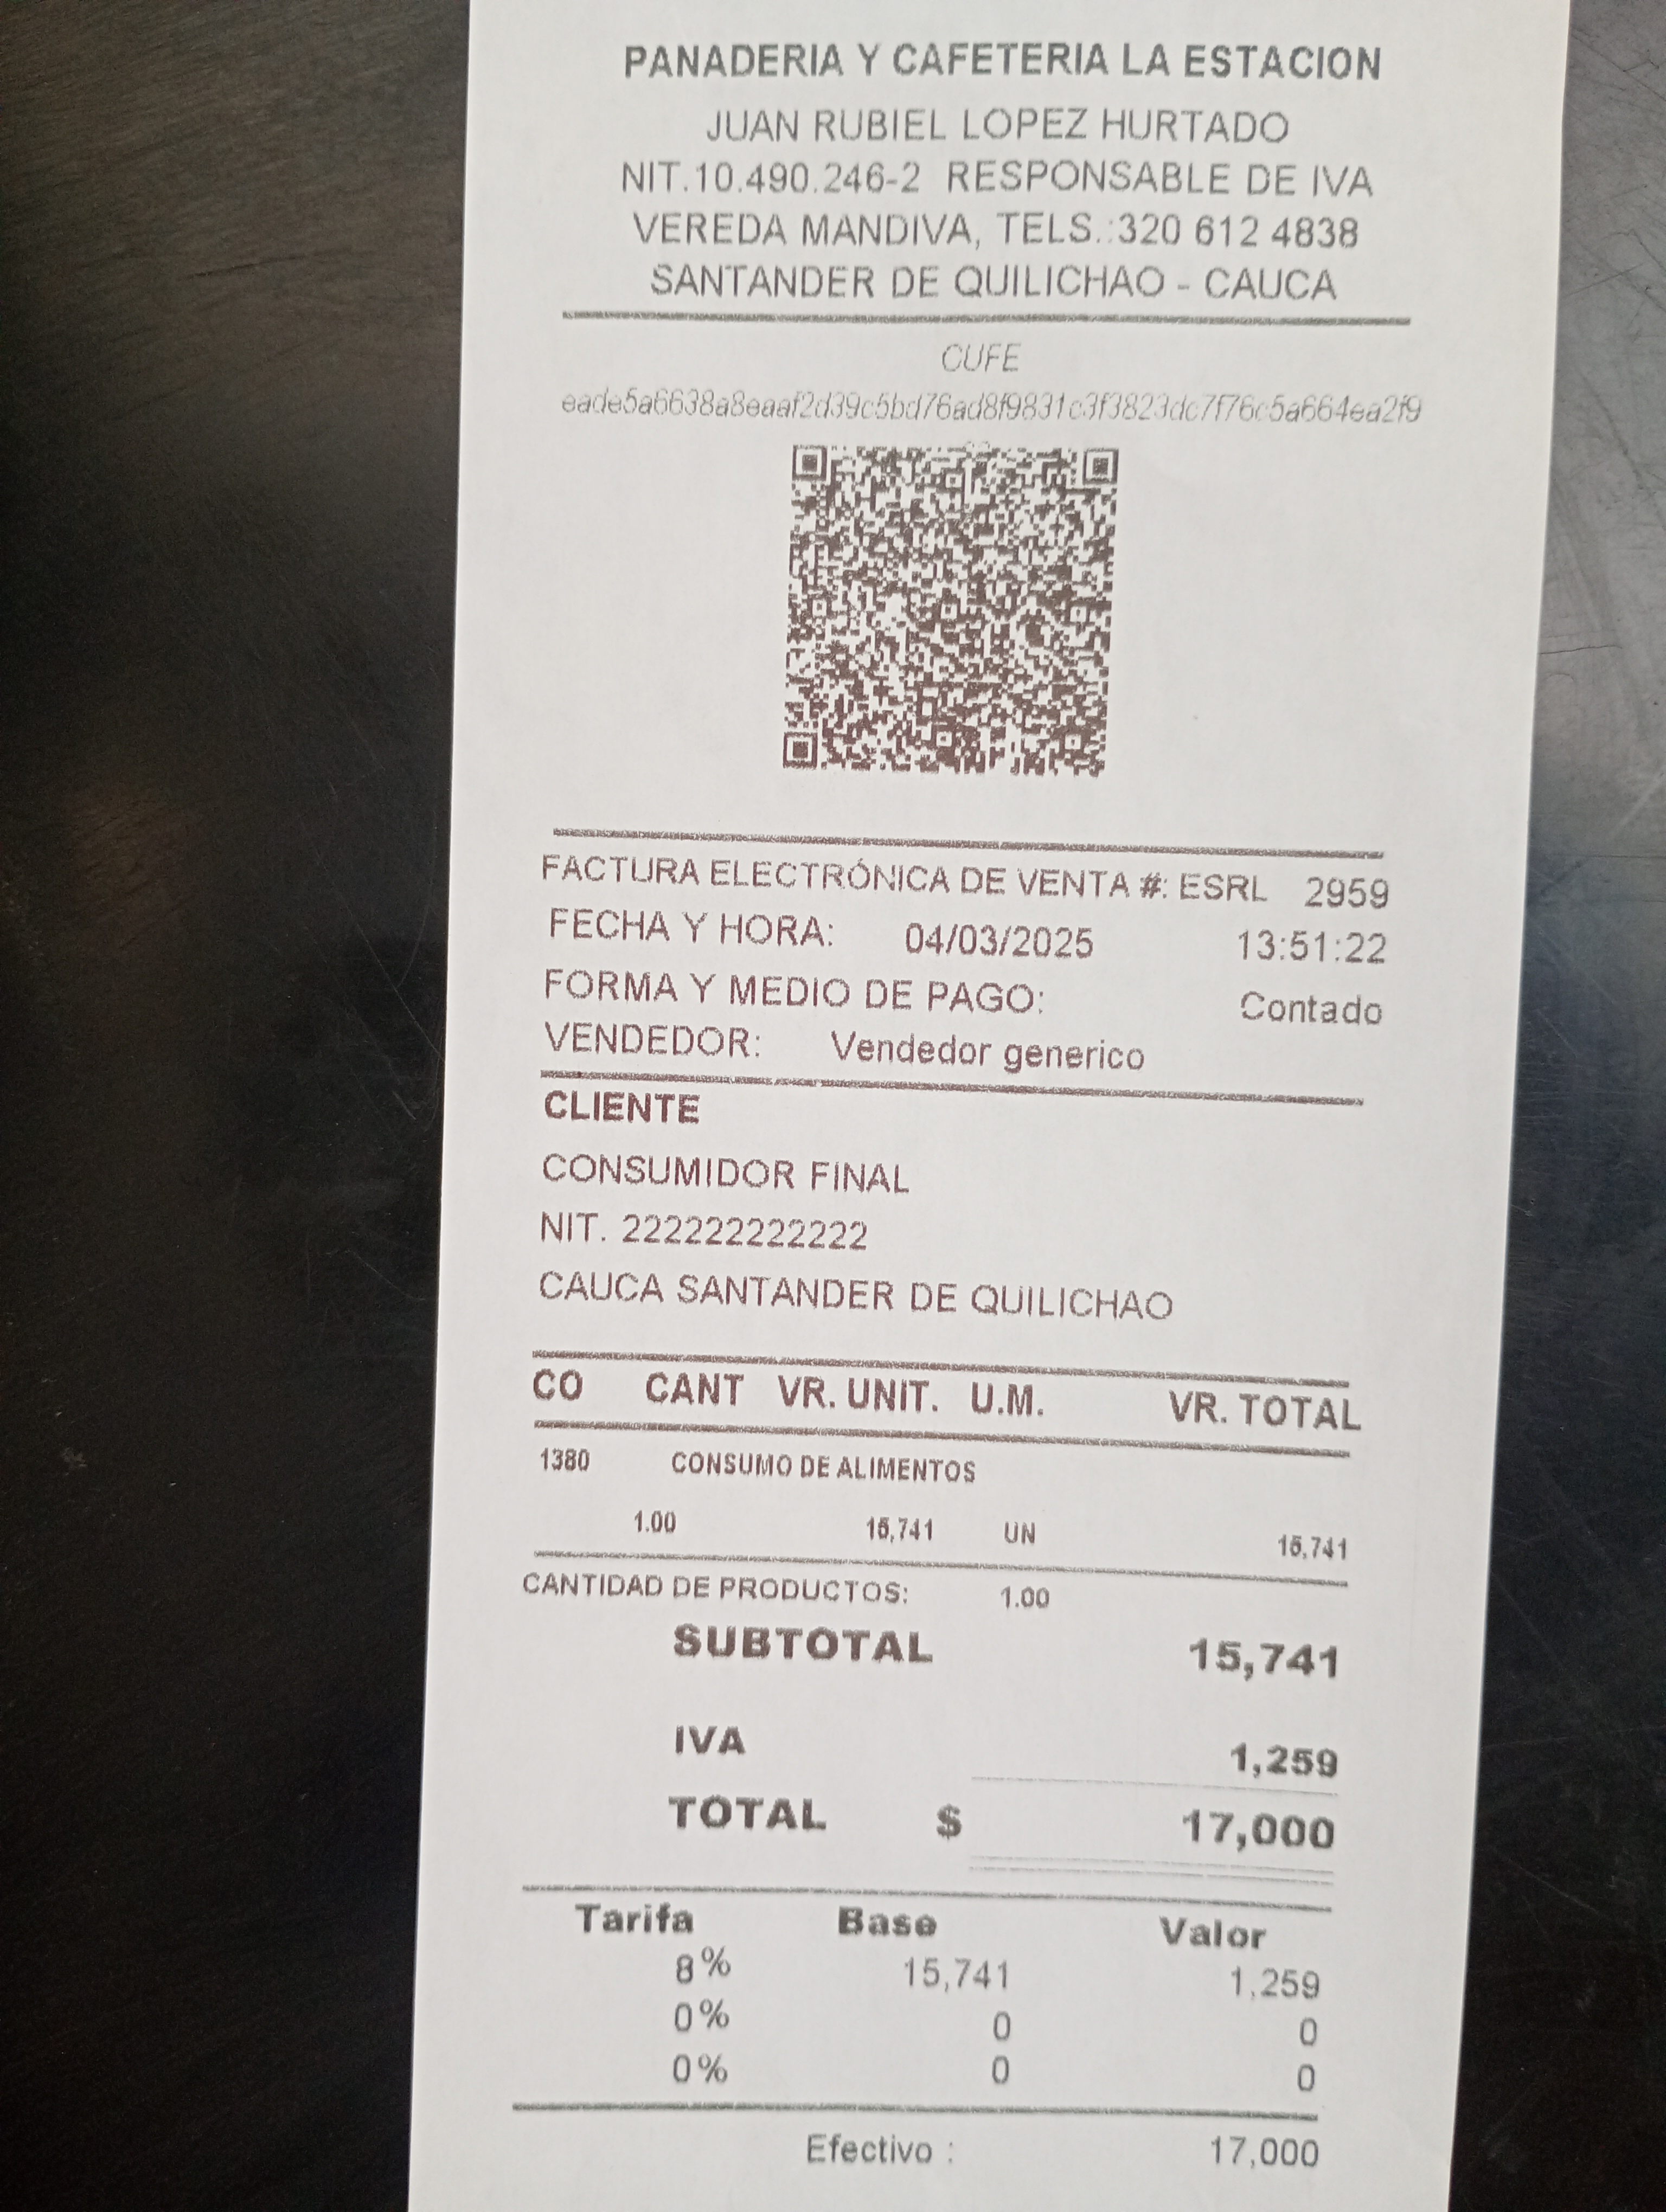 PANADERIA Y CAFETERIA LA ESTACION
JUAN RUBIEL LOPEZ HURTADO
NIT.10.490.246-2 RESPONSABLE DE IVA
VEREDA MANDIVA, TELS.:320 612 4838
SANTANDER DE QUILICHAO - CAUCA
CUFE
eade5a6638a8eaaf2d39c5bd76ad8f9831c3f3823dc7f76c5a664ea2f9
FACTURA ELECTRÓNICA DE VENTA #: ESRL 2959
FECHA Y HORA: 04/03/2025 13:51:22
FORMA Y MEDIO DE PAGO: Contado
VENDEDOR: Vendedor generico
CLIENTE
CONSUMIDOR FINAL
NIT. 222222222222
CAUCA SANTANDER DE QUILICHAO
CO CANT VR. UNIT. U.M. VR. TOTAL
1380 CONSUMO DE ALIMENTOS
1.00 15,741 UN 15,741
CANTIDAD DE PRODUCTOS: 1.00
SUBTOTAL 15,741
IVA 1,259
TOTAL $ 17,000
Tarifa Base Valor
8% 15,741 1,259
0% 0 0
0% 0 0
Efectivo : 17,000